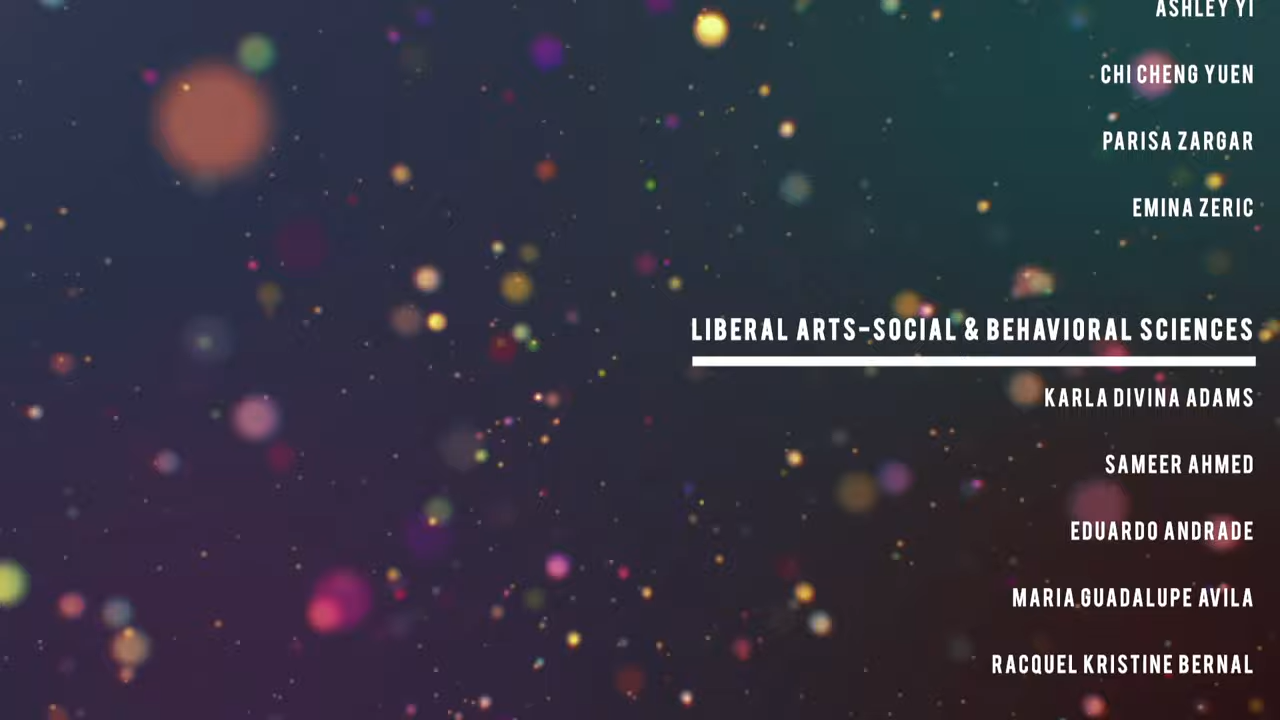 ASHLEY YI
CHI CHENG YUEN
PARISA ZARGAR
EMINA ZERIC
LIBERAL ARTS-SOCIAL & BEHAVIORAL SCIENCES
KARLA DIVINA ADAMS
SAMEER AHMED
EDUARDO ANDRADE
MARIA GUADALUPE AVILA
RACQUEL KRISTINE BERNAL